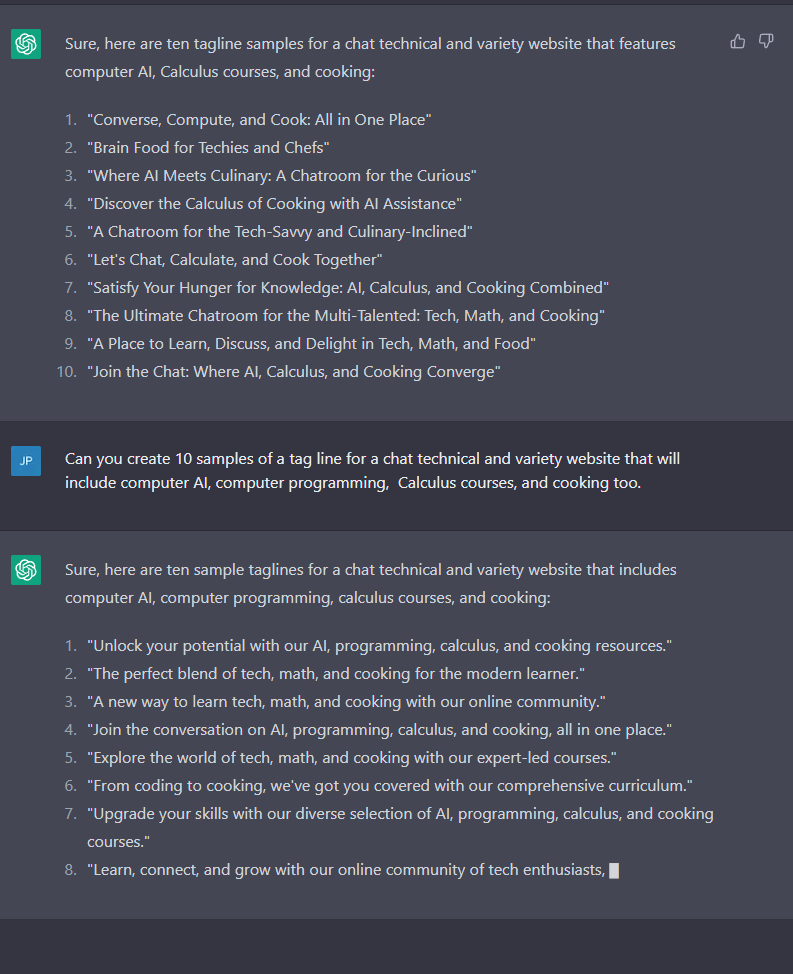 Sure, here are ten tagline samples for a chat technical and variety website that features
computer AI, Calculus courses, and cooking:
1. "Converse, Compute, and Cook: All in One Place"
2. "Brain Food for Techies and Chefs"
3. "Where AI Meets Culinary: A Chatroom for the Curious"
4. "Discover the Calculus of Cooking with AI Assistance"
5. "A Chatroom for the Tech-Savvy and Culinary-Inclined"
6. "Let's Chat, Calculate, and Cook Together"
7. "Satisfy Your Hunger for Knowledge: AI, Calculus, and Cooking Combined"
8. "The Ultimate Chatroom for the Multi-Talented: Tech, Math, and Cooking"
9. "A Place to Learn, Discuss, and Delight in Tech, Math, and Food"
10. "Join the Chat: Where AI, Calculus, and Cooking Converge"
JP
Can you create 10 samples of a tag line for a chat technical and variety website that will
include computer AI, computer programming,  Calculus courses, and cooking too.
Sure, here are ten sample taglines for a chat technical and variety website that includes
computer AI, computer programming, calculus courses, and cooking:
1. "Unlock your potential with our AI, programming, calculus, and cooking resources."
2. "The perfect blend of tech, math, and cooking for the modern learner."
3. "A new way to learn tech, math, and cooking with our online community."
4. "Join the conversation on AI, programming, calculus, and cooking, all in one place."
5. "Explore the world of tech, math, and cooking with our expert-led courses."
6. "From coding to cooking, we've got you covered with our comprehensive curriculum."
7. "Upgrade your skills with our diverse selection of AI, programming, calculus, and cooking
courses."
8. "Learn, connect, and grow with our online community of tech enthusiasts,